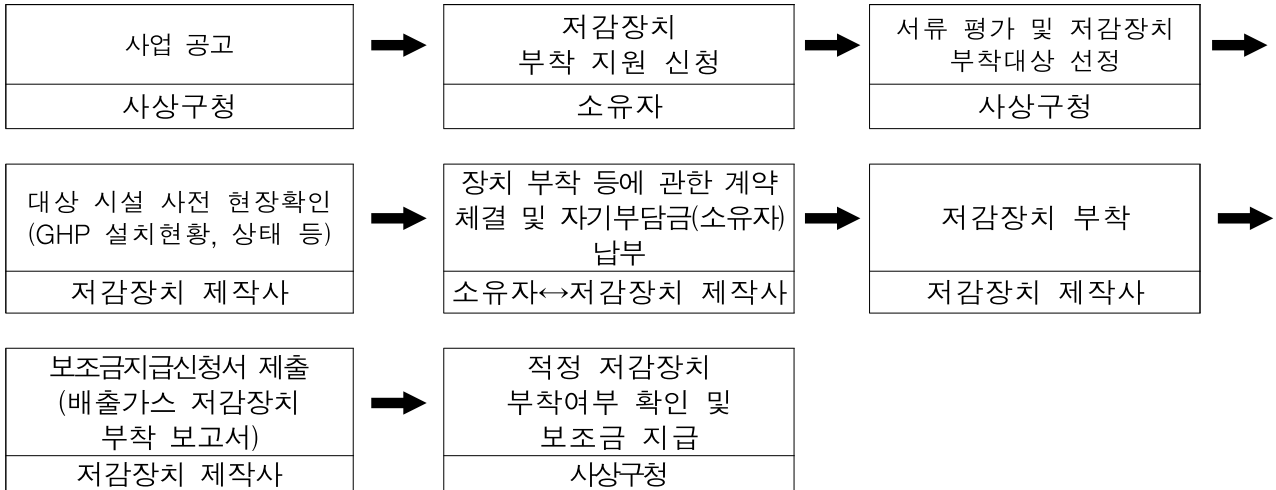 사업 공고
사상구청
저감장치
부착 지원 신청
소유자
서류 평가 및 저감장치
부착대상 선정
사상구청
대상 시설 사전 현장확인
(GHP 설치현황, 상태 등)
저감장치 제작사
장치 부착 등에 관한 계약
체결 및 자기부담금(소유자)
납부
소유자↔저감장치 제작사
저감장치 부착
저감장치 제작사
보조금지급신청서 제출
(배출가스 저감장치
부착 보고서)
저감장치 제작사
적정 저감장치
부착여부 확인 및
보조금 지급
사상구청